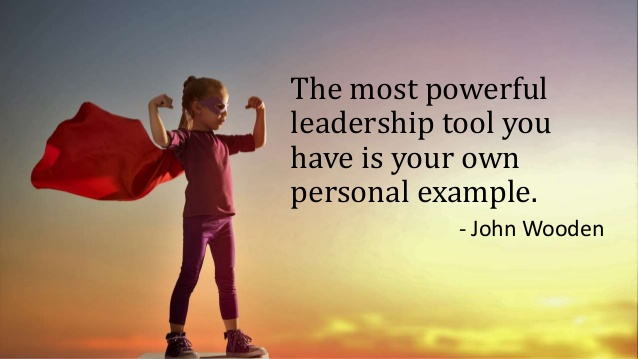 The most powerful
leadership tool you
have is your own
personal example.
- John Wooden